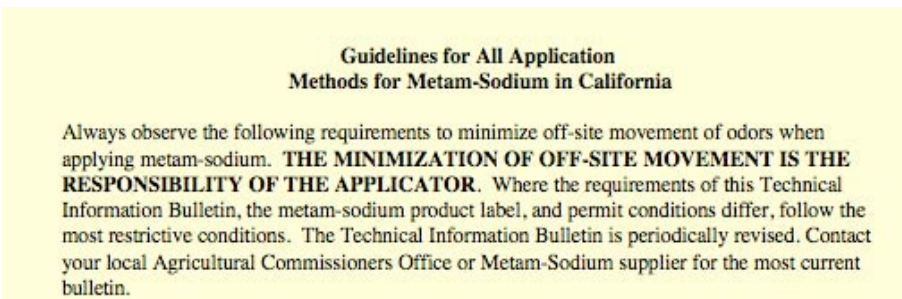 Guidelines for All Application
Methods for Metam-Sodium in California
Always observe the following requirements to minimize off-site movement of odors when
applying metam-sodium. THE MINIMIZATION OF OFF-SITE MOVEMENT IS THE
RESPONSIBILITY OF THE APPLICATOR. Where the requirements of this Technical
Information Bulletin, the metam-sodium product label, and permit conditions differ, follow the
most restrictive conditions. The Technical Information Bulletin is periodically revised. Contact
your local Agricultural Commissioners Office or Metam-Sodium supplier for the most current
bulletin.